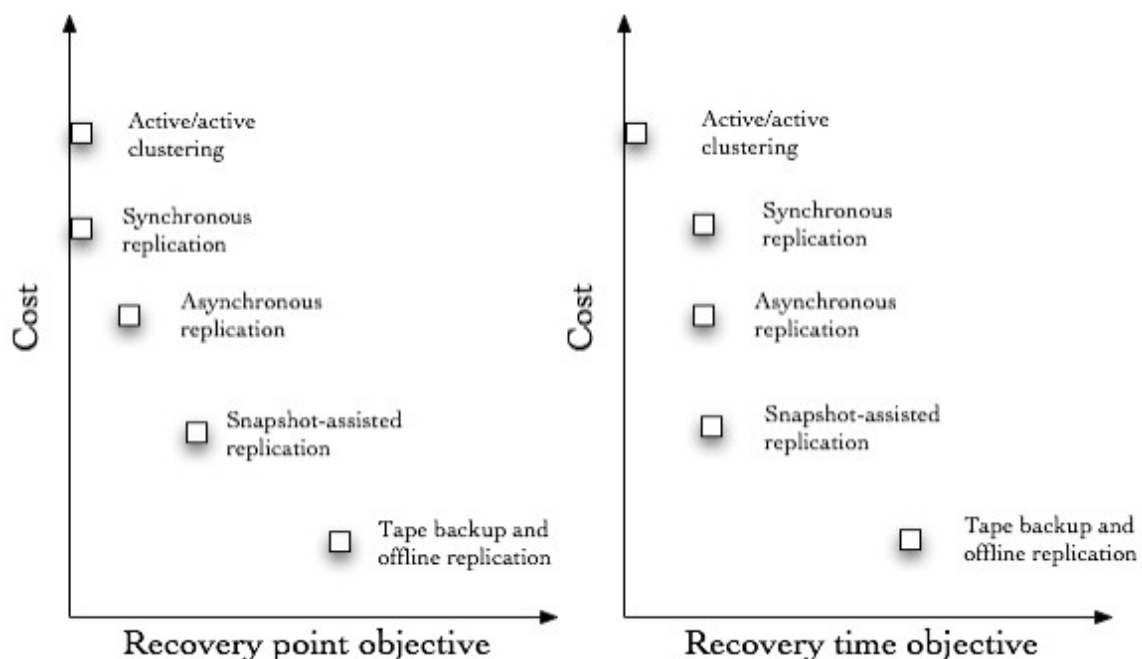 Cost
Active/active
clustering
Synchronous
replication
Asynchronous
replication
Snapshot-assisted
replication
Tape backup and
offline replication
Recovery point objective
Cost
Active/active
clustering
Synchronous
replication
Asynchronous
replication
Snapshot-assisted
replication
Tape backup and
offline replication
Recovery time objective